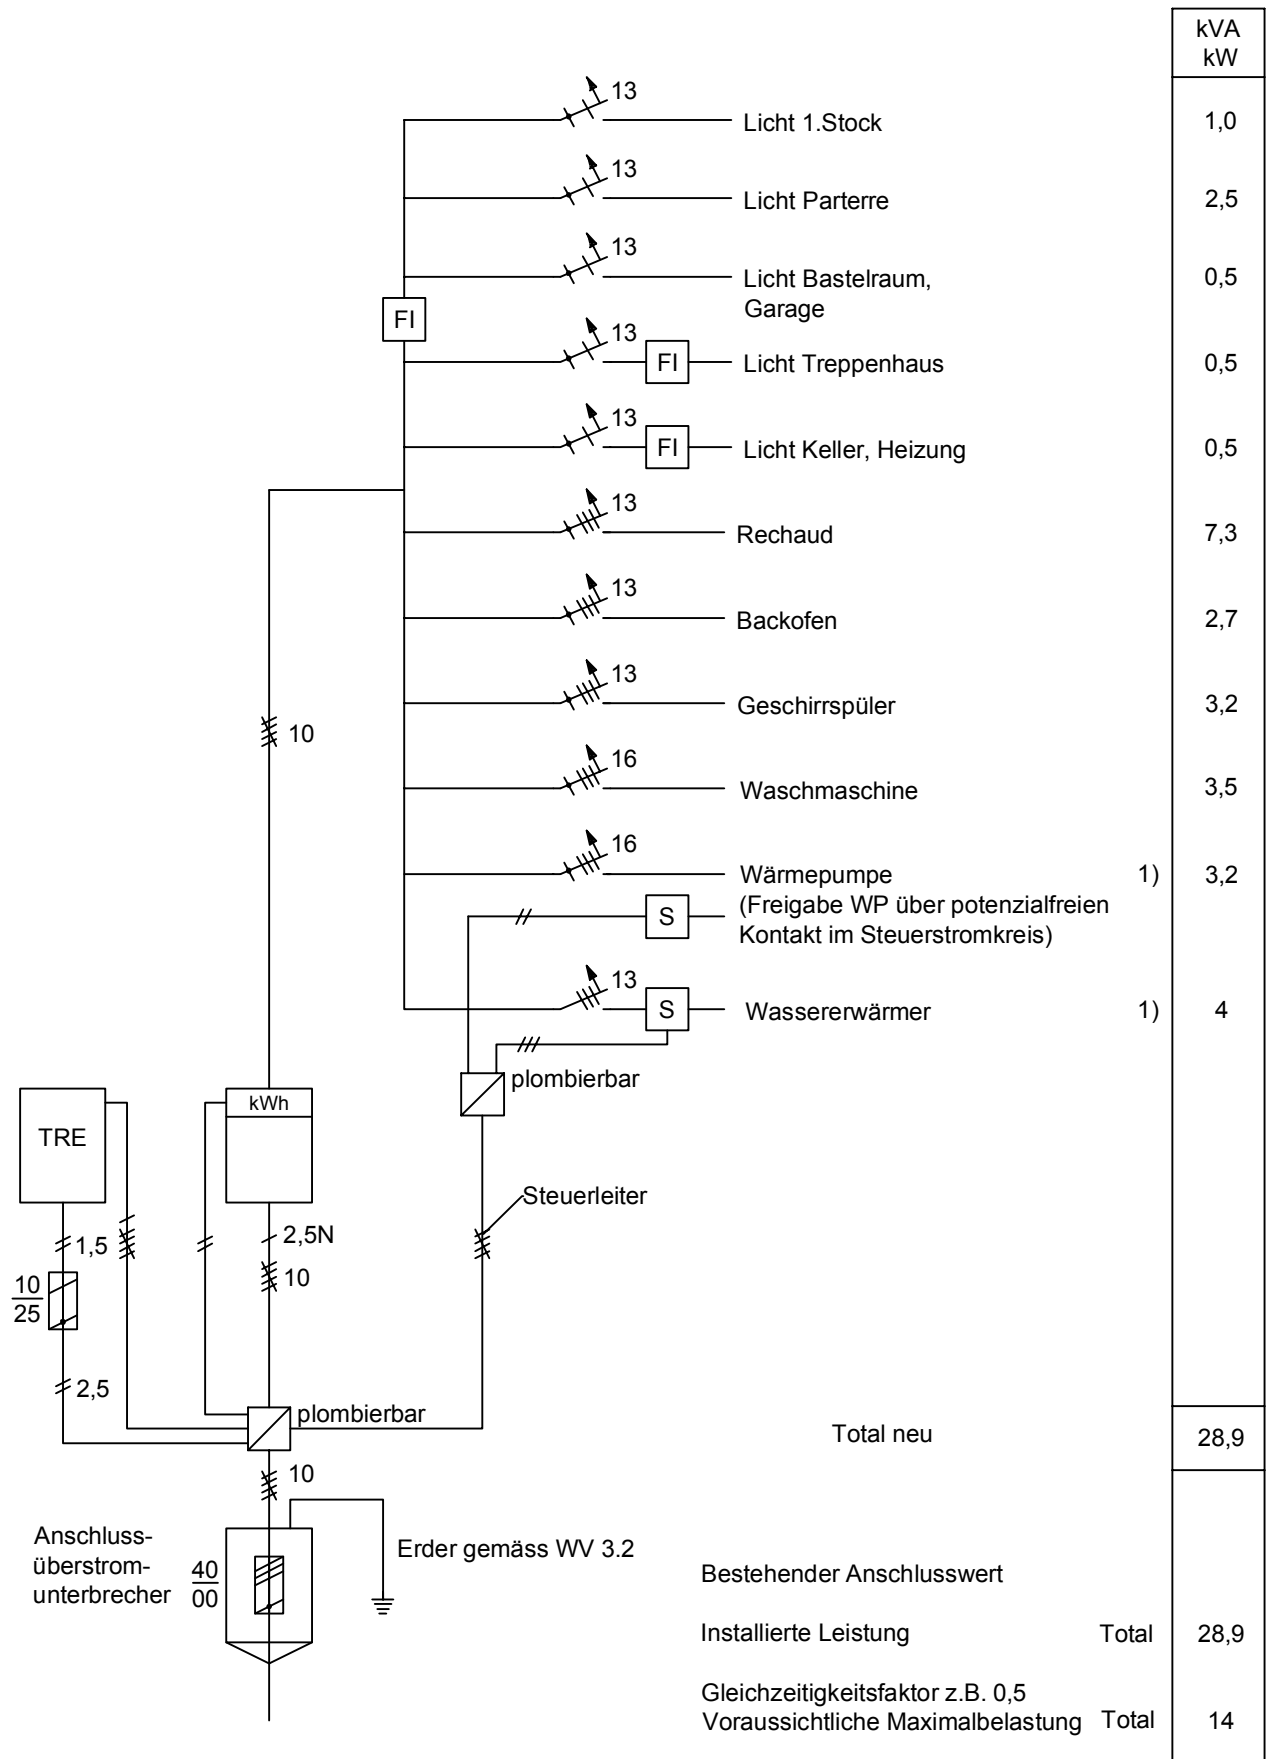 kVA
kW
13
Licht 1.Stock
1,0
13
Licht Parterre
2,5
13
Licht Bastelraum,
Garage
0,5
FI
13
FI
Licht Treppenhaus
0,5
13
FI
Licht Keller, Heizung
0,5
13
Rechaud
7,3
13
Backofen
2,7
13
Geschirrspüler
3,2
10
16
Waschmaschine
3,5
16
Wärmepumpe
1)
3,2
S
(Freigabe WP über potenzialfreien
Kontakt im Steuerstromkreis)
13
S
Wassererwärmer
1)
4
plombierbar
TRE
kWh
Steuerleiter
1,5
2,5N
10
10
25
2,5
plombierbar
Total neu
28,9
10
Anschluss-
überstrom-
unterbrecher
40
00
Erder gemäss WV 3.2
Bestehender Anschlusswert
Installierte Leistung Total 28,9
Gleichzeitigkeitsfaktor z.B. 0,5
Voraussichtliche Maximalbelastung Total 14